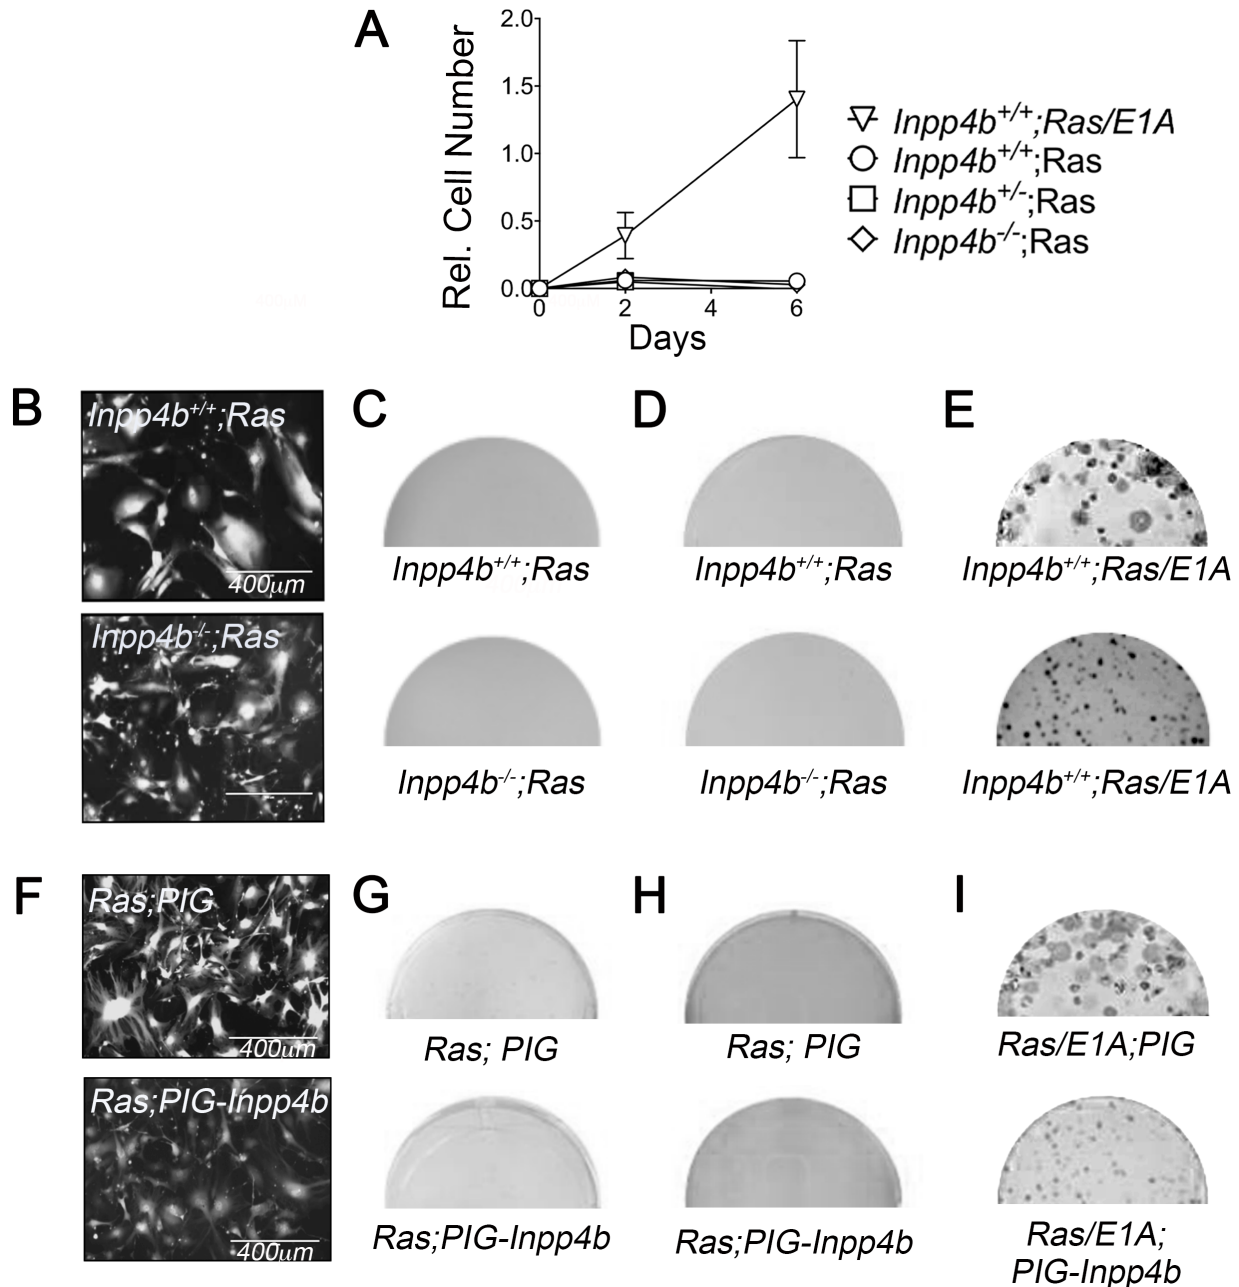 A
Rel. Cell Number
2.0
1.5
1.0
0.5
0.0
0 2 4 6
Days
Inpp4b+/+;Ras/E1A
Inpp4b+/+;Ras
Inpp4b+/-;Ras
Inpp4b-/-;Ras
B
Inpp4b+/+;Ras
400µm
Inpp4b-/-;Ras
C
Inpp4b+/+;Ras
Inpp4b-/-;Ras
D
Inpp4b+/+;Ras
Inpp4b-/-;Ras
E
Inpp4b+/+;Ras/E1A
Inpp4b+/+;Ras/E1A
F
Ras;PIG
400µm
Ras;PIG-Inpp4b
400µm
G
Ras; PIG
Ras;PIG-Inpp4b
H
Ras; PIG
Ras;PIG-Inpp4b
I
Ras/E1A;PIG
Ras/E1A;
PIG-Inpp4b